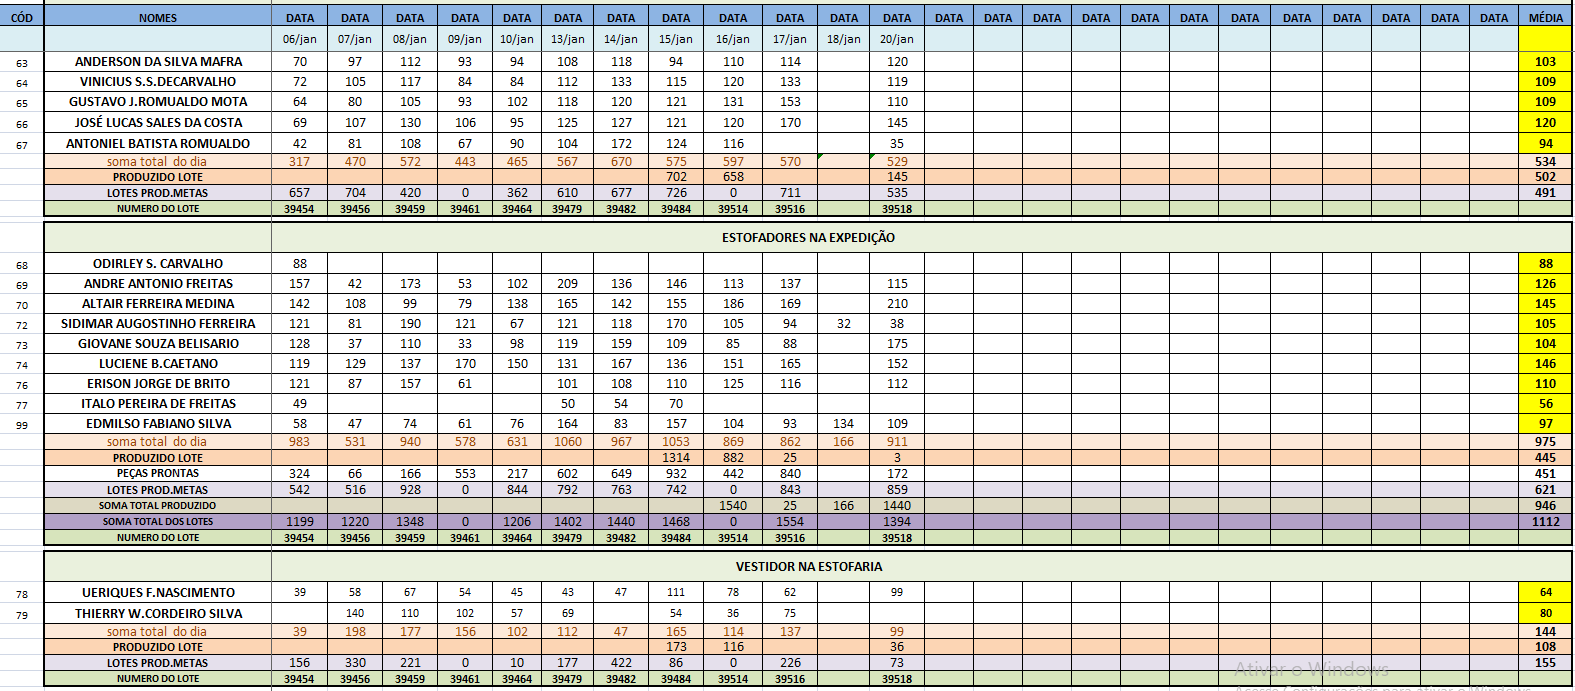 CÓD NOMES DATA DATA DATA DATA DATA DATA DATA DATA DATA DATA DATA DATA DATA DATA DATA DATA DATA DATA DATA DATA DATA DATA DATA DATA MÉDIA
06/jan 07/jan 08/jan 09/jan 10/jan 13/jan 14/jan 15/jan 16/jan 17/jan 18/jan 20/jan
63 ANDERSON DA SILVA MAFRA 70 97 112 93 94 108 118 94 110 114 120 103
64 VINICIUS S.S.DECARVALHO 72 105 117 84 84 112 133 115 120 133 119 109
65 GUSTAVO J.ROMUALDO MOTA 64 80 105 93 102 118 120 121 131 153 110 109
66 JOSÉ LUCAS SALES DA COSTA 69 107 130 106 95 125 127 121 120 170 145 120
67 ANTONIEL BATISTA ROMUALDO 42 81 108 67 90 104 172 124 116 35 94
soma total do dia 317 470 572 443 465 567 670 575 597 570 529 534
PRODUZIDO LOTE 702 658 145 502
LOTES PROD.METAS 657 704 420 0 362 610 677 726 0 711 535 491
NUMERO DO LOTE 39454 39456 39459 39461 39464 39479 39482 39484 39514 39516 39518
ESTOFADORES NA EXPEDIÇÃO
68 ODIRLEY S. CARVALHO 88 88
69 ANDRE ANTONIO FREITAS 157 42 173 53 102 209 136 146 113 137 115 126
70 ALTAIR FERREIRA MEDINA 142 108 99 79 138 165 142 155 186 169 210 145
72 SIDIMAR AUGOSTINHO FERREIRA 121 81 190 121 67 121 118 170 105 94 32 38 105
73 GIOVANE SOUZA BELISARIO 128 37 110 33 98 119 159 109 85 88 175 104
74 LUCIENE B.CAETANO 119 129 137 170 150 131 167 136 151 165 152 146
76 ERISON JORGE DE BRITO 121 87 157 61 101 108 110 125 116 112 110
77 ITALO PEREIRA DE FREITAS 49 50 54 70 56
99 EDMILSO FABIANO SILVA 58 47 74 61 76 164 83 157 104 93 134 109 97
soma total do dia 983 531 940 578 631 1060 967 1053 869 862 166 911 975
PRODUZIDO LOTE 1314 882 25 3 445
PEÇAS PRONTAS 324 66 166 553 217 602 649 932 442 840 172 451
LOTES PROD.METAS 542 516 928 0 844 792 763 742 0 843 859 621
SOMA TOTAL PRODUZIDO 1540 25 166 1440 946
SOMA TOTAL DOS LOTES 1199 1220 1348 0 1206 1402 1440 1468 0 1554 1394 1112
NUMERO DO LOTE 39454 39456 39459 39461 39464 39479 39482 39484 39514 39516 39518
VESTIDOR NA ESTOFARIA
78 UERIQUES F.NASCIMENTO 39 58 67 54 45 43 47 111 78 62 99 64
79 THIERRY W.CORDEIRO SILVA 140 110 102 57 69 54 36 75 80
soma total do dia 39 198 177 156 102 112 47 165 114 137 99 144
PRODUZIDO LOTE 173 116 36 108
LOTES PROD.METAS 156 330 221 0 10 177 422 86 0 226 73 155
Ativar o Windows
NUMERO DO LOTE 39454 39456 39459 39461 39464 39479 39482 39484 39514 39516 39518